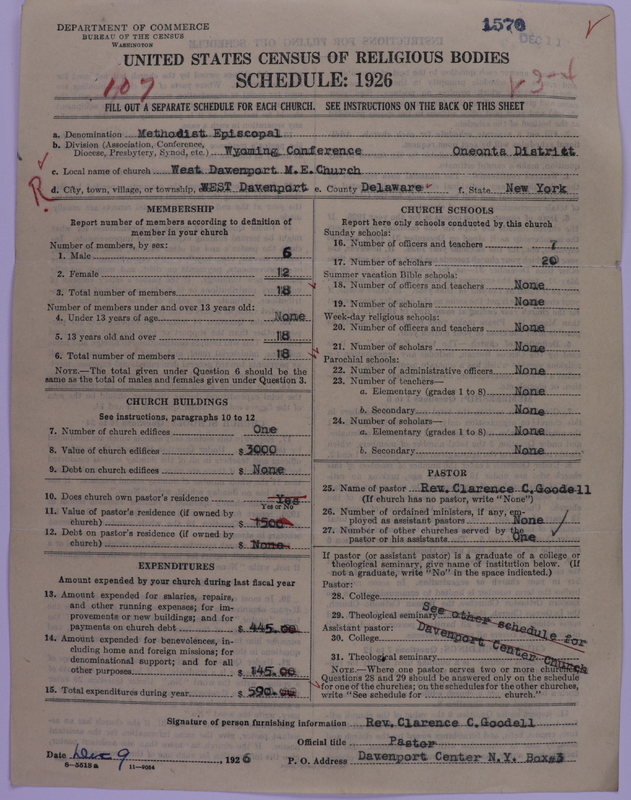 DEPARTMENT OF COMMERCE
BUREAU OF THE CENSUS
WASHINGTON
1570
UNITED STATES CENSUS OF RELIGIOUS BODIES
SCHEDULE: 1926
107
FILL OUT A SEPARATE SCHEDULE FOR EACH CHURCH. SEE INSTRUCTIONS ON THE BACK OF THIS SHEET
a. Denomination Methodist Episcopal
b. Division (Association, Conference, Diocese, Presbytery, Synod, etc.) Wyoming Conference Oneonta District
c. Local name of church West Davenport M.E.Church
d. City, town, village, or township, WEST Davenport e. County Delaware f. State New York
R
MEMBERSHIP
Report number of members according to definition of
member in your church
Number of members, by sex:
1. Male 6
2. Female 12
3. Total number of members 18
Number of members under and over 13 years old:
4. Under 13 years of age None
5. 13 years old and over 18
6. Total number of members 18
NOTE.—The total given under Question 6 should be
same as the total of males and females given under Question 3.
CHURCH BUILDINGS
See instructions, paragraphs 10 to 12
7. Number of church edifices One
8. Value of church edifices $ 3000
9. Debt on church edifices $ None
10. Does church own pastor's residence Yes
Yes or No
11. Value of pastor's residence (if owned by
church) $ 1500
12. Debt on pastor's residence (if owned by
church) $ None
EXPENDITURES
Amount expended by your church during last fiscal year
13. Amount expended for salaries, repairs,
and other running expenses; for im-
provements or new buildings; and for
payments on church debt $ 445.00
14. Amount expended for benevolences, in-
cluding home and foreign missions; for
denominational support; and for all
other purposes $ 145.00
15. Total expenditures during year $ 590.00
CHURCH SCHOOLS
Report here only schools conducted by this church
Sunday schools:
16. Number of officers and teachers 7
17. Number of scholars 20
Summer vacation Bible schools:
18. Number of officers and teachers None
19. Number of scholars None
Week-day religious schools:
20. Number of officers and teachers None
21. Number of scholars None
Parochial schools:
22. Number of administrative officers None
23. Number of teachers—
a. Elementary (grades 1 to 8) None
b. Secondary None
24. Number of scholars—
a. Elementary (grades 1 to 8) None
b. Secondary None
PASTOR
25. Name of pastor Rev. Clarence C.Goodell
(If church has no pastor, write "None")
26. Number of ordained ministers, if any, em-
ployed as assistant pastors None
27. Number of other churches served by the
pastor or his assistants One
If pastor (or assistant pastor) is a graduate of a college or
theological seminary, give name of institution below. (If
not a graduate, write "No" in the space indicated.)
Pastor:
28. College
29. Theological seminary
See other schedule for
Assistant pastor:
Davenport Center Church
30. College
31. Theological seminary
NOTE.—Where one pastor serves two or more churches
Questions 28 and 29 should be answered only on the schedule
for one of the churches; on the schedules for the other churches,
write "See schedule for church."
Signature of person furnishing information Rev. Clarence C.Goodell
Official title Pastor
Date Dec 9, 1926 P. O. Address Davenport Center N.Y. Box#3
8—5513a 11—9034